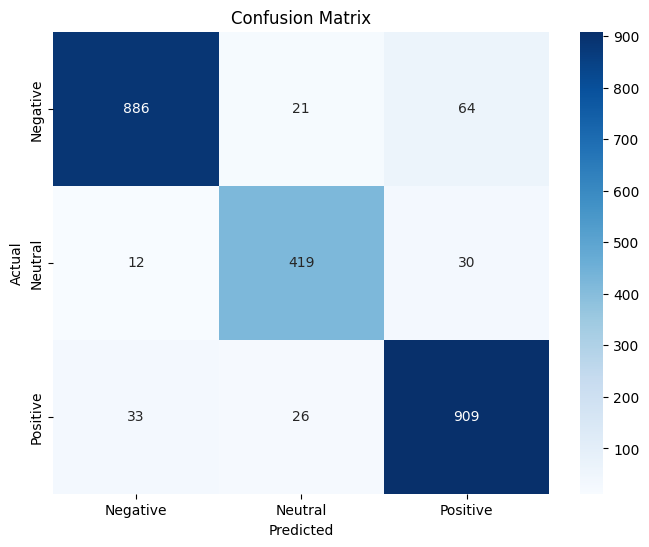 Confusion Matrix
Actual
Negative
886 21 64
Neutral
12 419 30
Positive
33 26 909
Negative Neutral Positive
Predicted
900
800
700
600
500
400
300
200
100